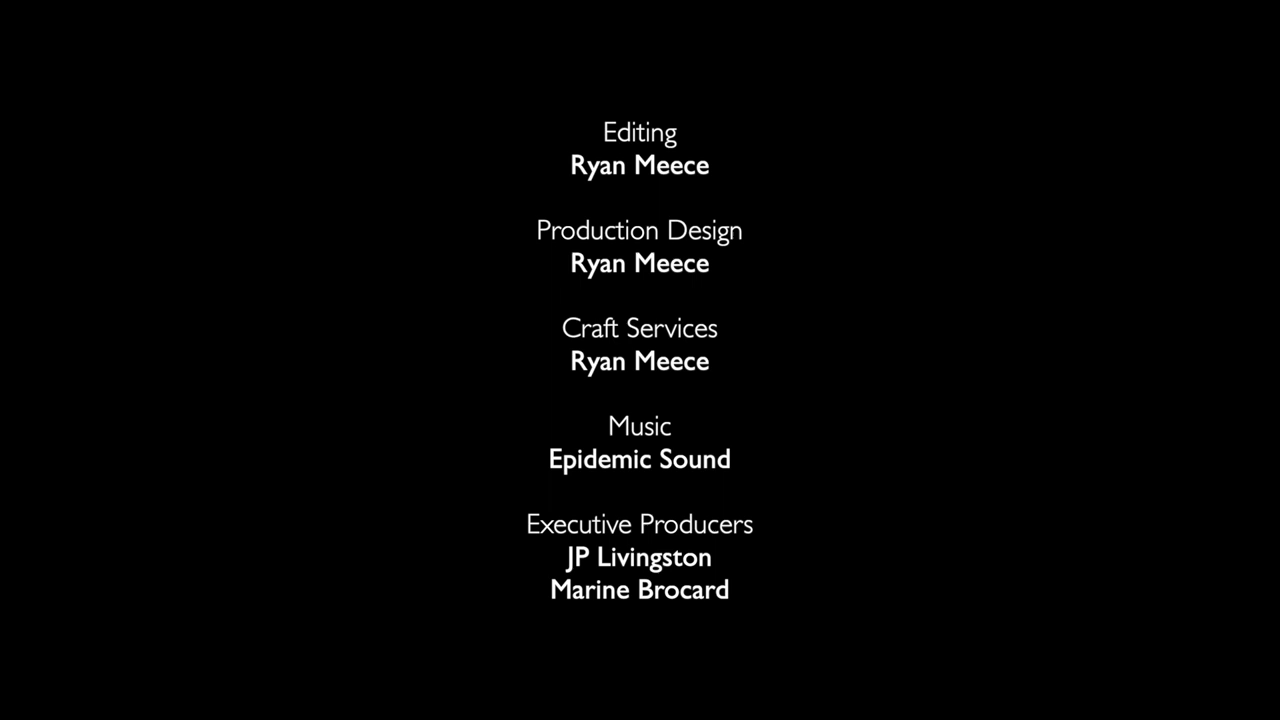 Editing
Ryan Meece
Production Design
Ryan Meece
Craft Services
Ryan Meece
Music
Epidemic Sound
Executive Producers
JP Livingston
Marine Brocard